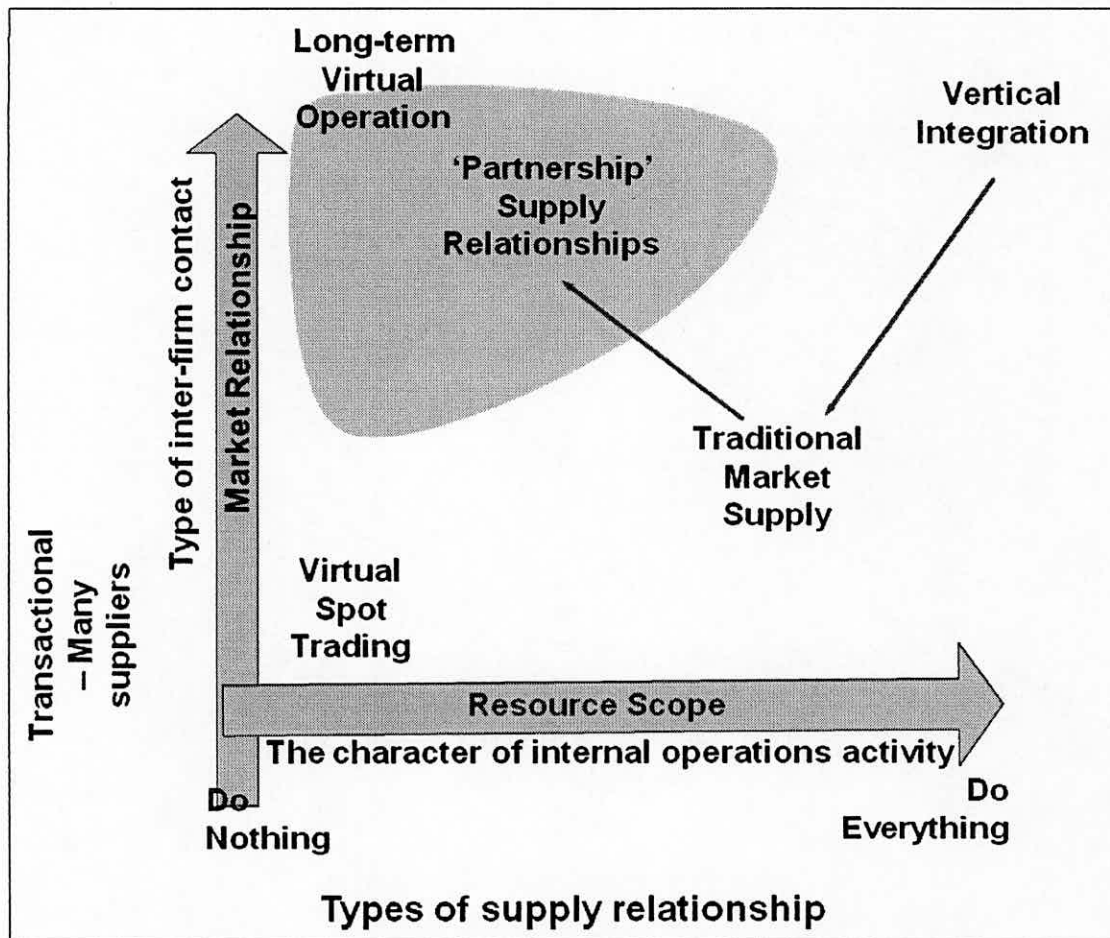 Long-term
Virtual
Operation
Vertical
Integration
'Partnership'
Supply
Relationships
Type of inter-firm contact
Market Relationship
Traditional
Market
Supply
Transactional
– Many
suppliers
Virtual
Spot
Trading
Resource Scope
The character of internal operations activity
Do
Nothing
Do
Everything
Types of supply relationship